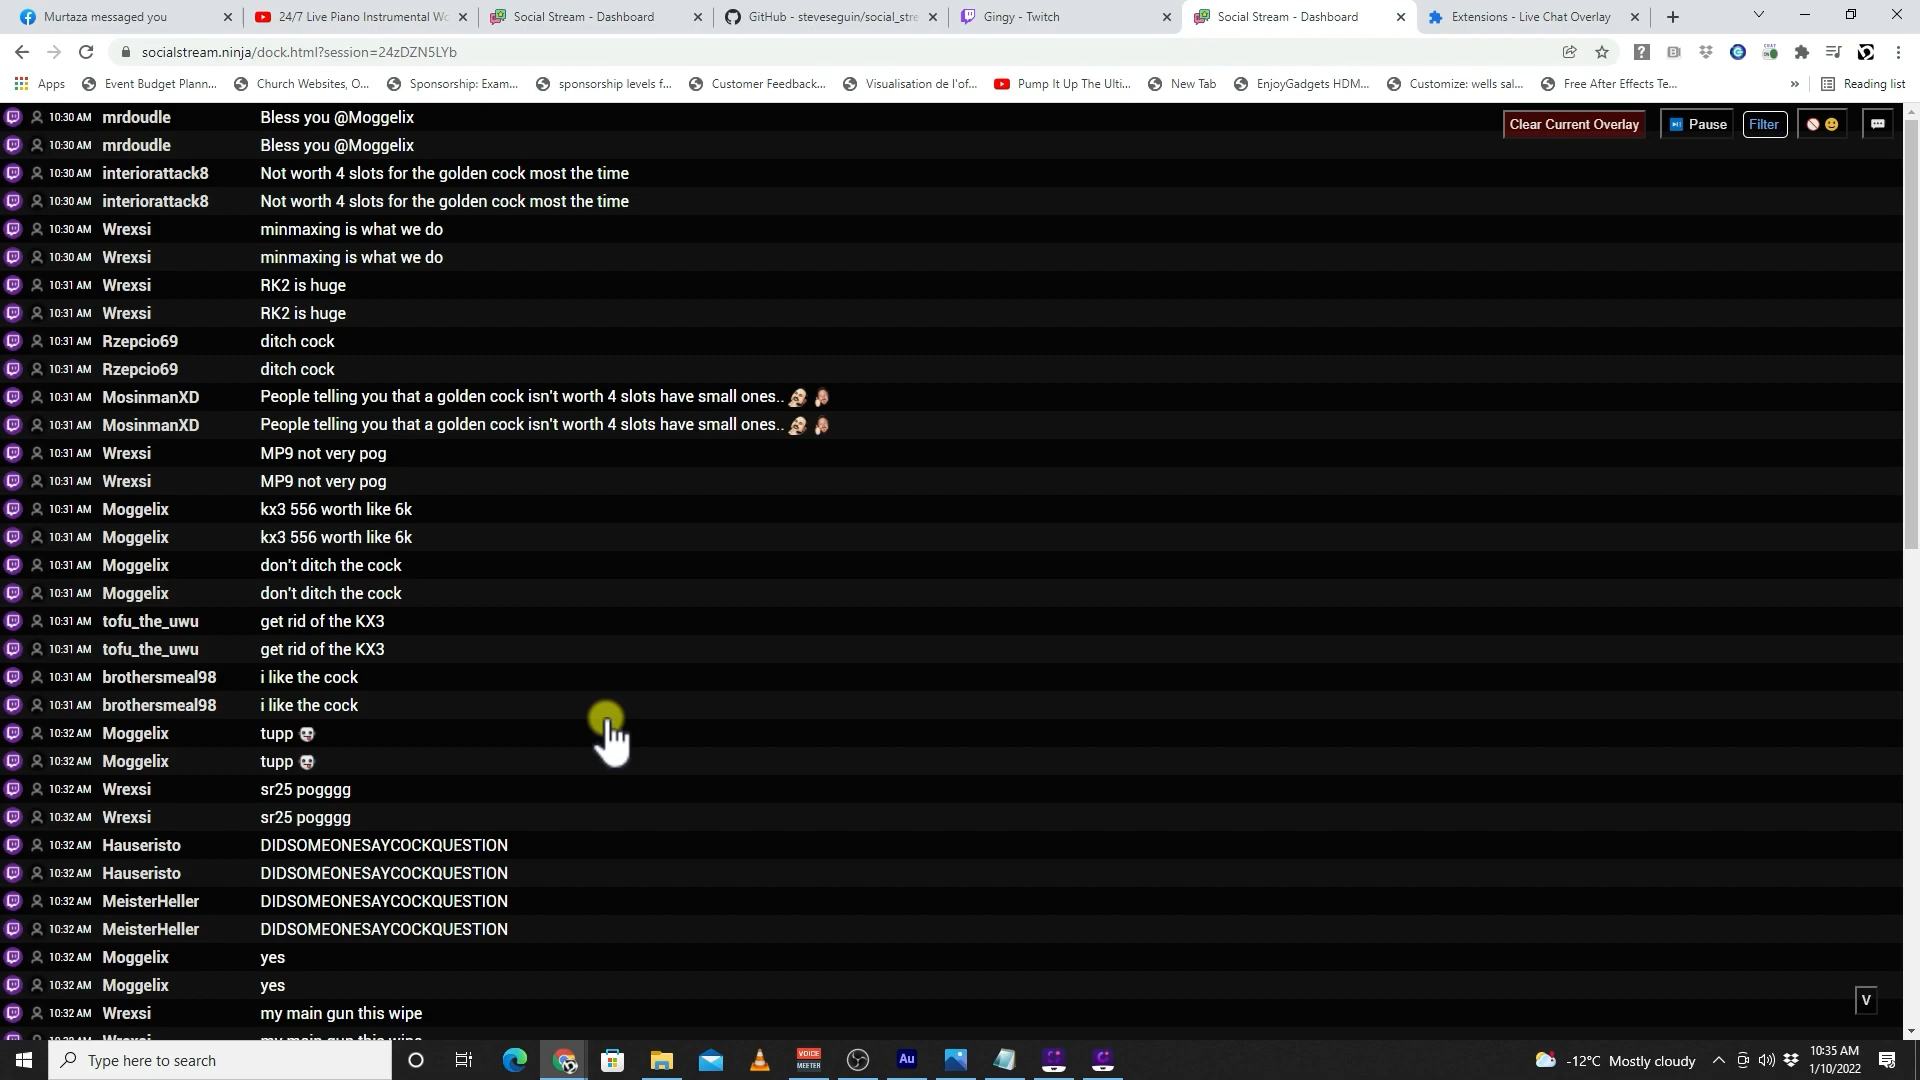 Murtaza messaged you
24/7 Live Piano Instrumental Wo
Social Stream - Dashboard
GitHub - steveseguin/social_stre
Gingy - Twitch
Social Stream - Dashboard
Extensions - Live Chat Overlay
socialstream.ninja/dock.html?session=24zDZN5LYb
Apps Event Budget Plann... Church Websites, O... Sponsorship: Exam... sponsorship levels f... Customer Feedback... Visualisation de l'of... Pump It Up The Ulti... New Tab EnjoyGadgets HDM... Customize: wells sal... Free After Effects Te... » Reading list
Clear Current Overlay Pause Filter
10:30 AM mrdoudle Bless you @Moggelix
10:30 AM mrdoudle Bless you @Moggelix
10:30 AM interiorattack8 Not worth 4 slots for the golden cock most the time
10:30 AM interiorattack8 Not worth 4 slots for the golden cock most the time
10:30 AM Wrexsi minmaxing is what we do
10:30 AM Wrexsi minmaxing is what we do
10:31 AM Wrexsi RK2 is huge
10:31 AM Wrexsi RK2 is huge
10:31 AM Rzepcio69 ditch cock
10:31 AM Rzepcio69 ditch cock
10:31 AM MosinmanXD People telling you that a golden cock isn't worth 4 slots have small ones..
10:31 AM MosinmanXD People telling you that a golden cock isn't worth 4 slots have small ones..
10:31 AM Wrexsi MP9 not very pog
10:31 AM Wrexsi MP9 not very pog
10:31 AM Moggelix kx3 556 worth like 6k
10:31 AM Moggelix kx3 556 worth like 6k
10:31 AM Moggelix don't ditch the cock
10:31 AM Moggelix don't ditch the cock
10:31 AM tofu_the_uwu get rid of the KX3
10:31 AM tofu_the_uwu get rid of the KX3
10:31 AM brothersmeal98 i like the cock
10:31 AM brothersmeal98 i like the cock
10:32 AM Moggelix tupp
10:32 AM Moggelix tupp
10:32 AM Wrexsi sr25 pogggg
10:32 AM Wrexsi sr25 pogggg
10:32 AM Hauseristo DIDSOMEONESAYCOCKQUESTION
10:32 AM Hauseristo DIDSOMEONESAYCOCKQUESTION
10:32 AM MeisterHeller DIDSOMEONESAYCOCKQUESTION
10:32 AM MeisterHeller DIDSOMEONESAYCOCKQUESTION
10:32 AM Moggelix yes
10:32 AM Moggelix yes
10:32 AM Wrexsi my main gun this wipe
V
Type here to search
VOICE MEETER
Au
-12°C Mostly cloudy
10:35 AM
1/10/2022